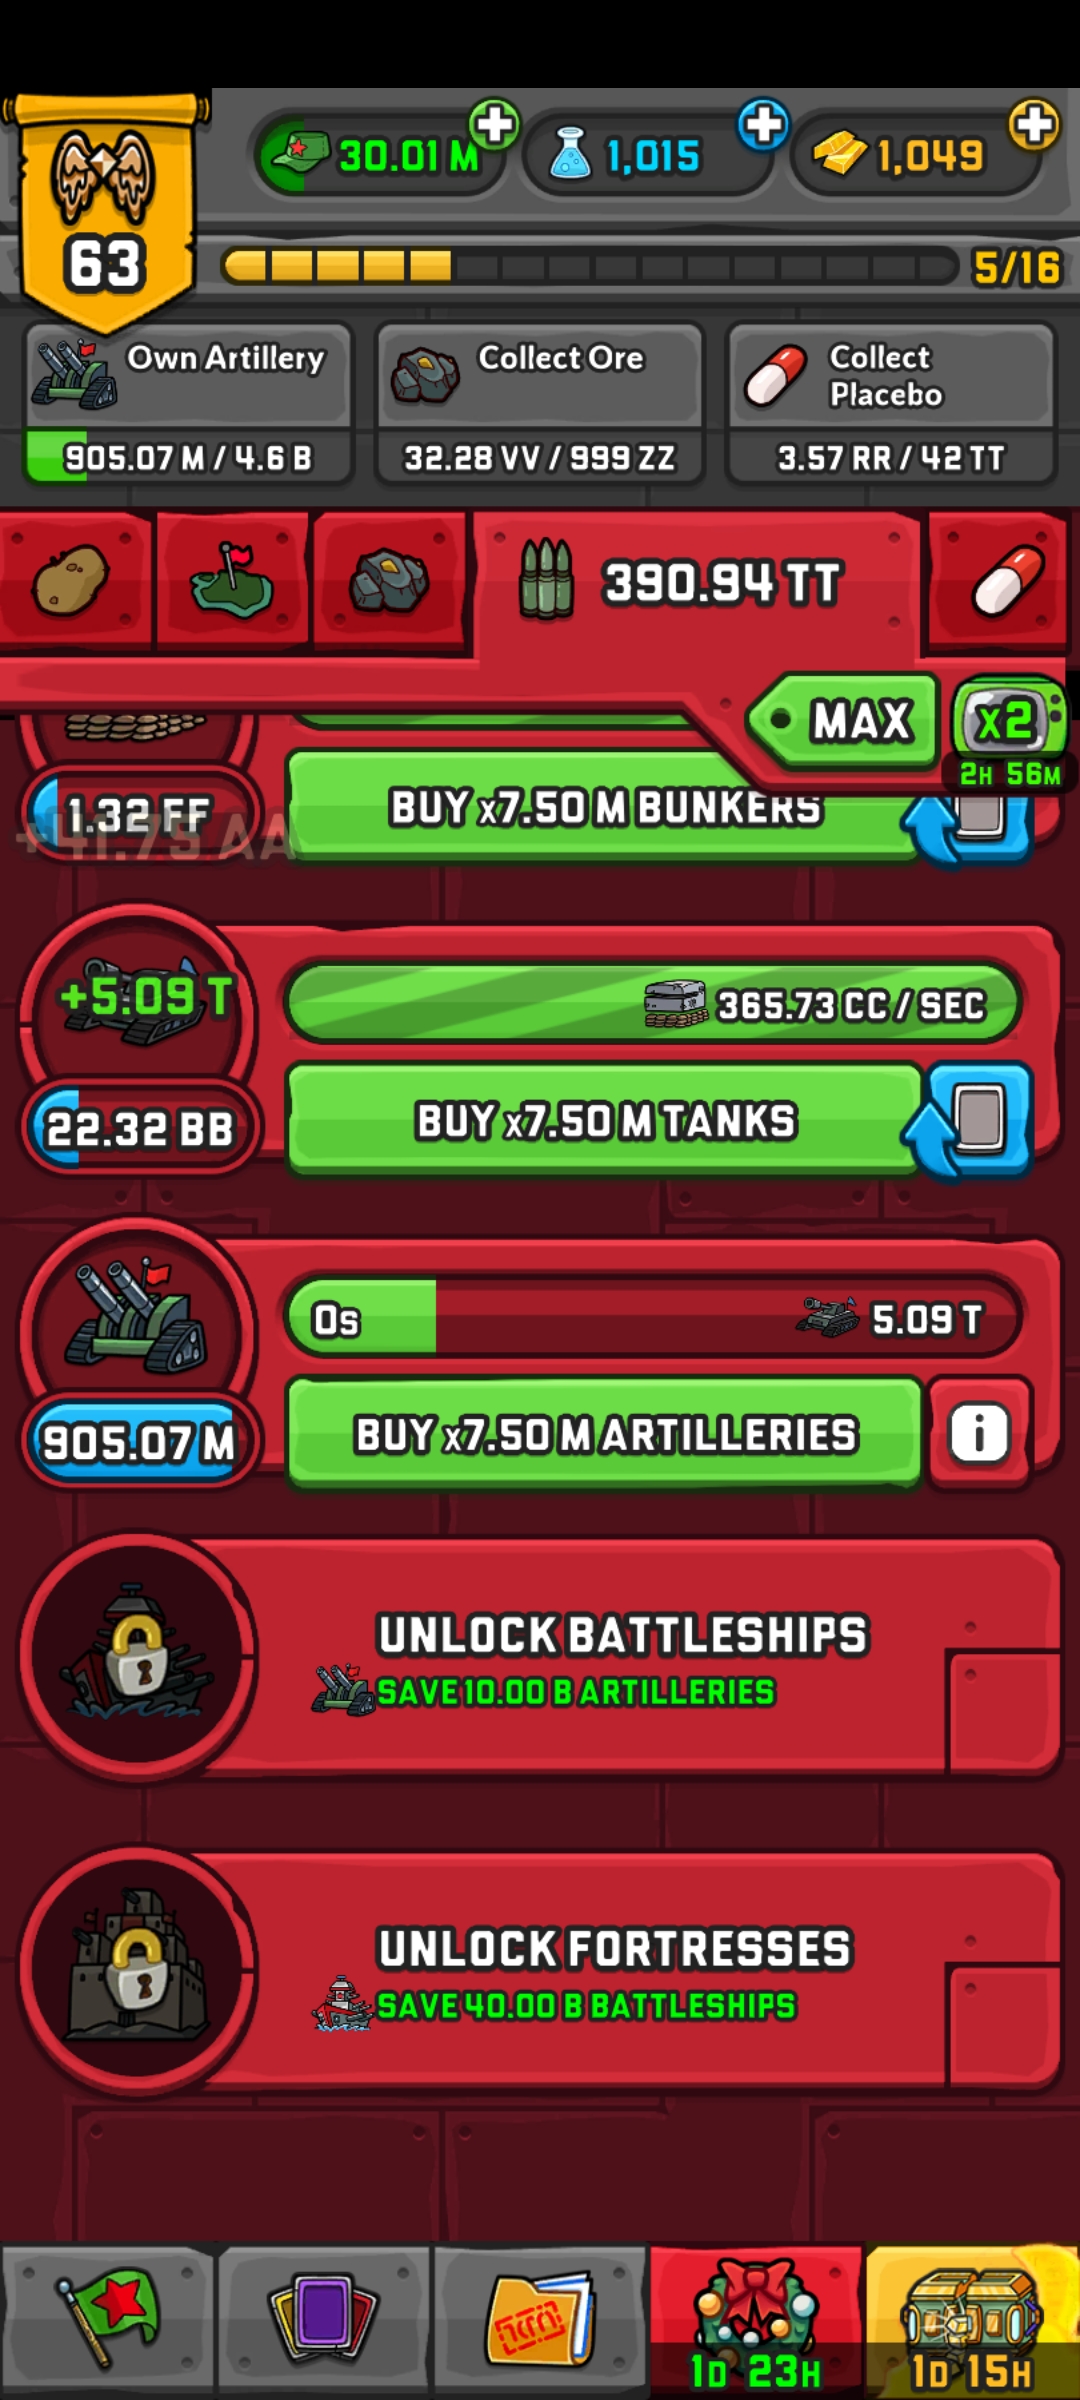 30.01 M
1,015
1,049
63
5/16
Own Artillery
Collect Ore
Collect
Placebo
905.07 M / 4.6 B
32.28 VV / 999 ZZ
3.57 RR / 42 TT
390.94 TT
MAX
x2
2H 56M
1.32 FF
+41.75 AA
BUY x7.50 M BUNKERS
+5.09 T
365.73 CC / SEC
22.32 BB
BUY x7.50 M TANKS
0s
5.09 T
905.07 M
BUY x7.50 M ARTILLERIES
i
UNLOCK BATTLESHIPS
SAVE 10.00 B ARTILLERIES
UNLOCK FORTRESSES
SAVE 40.00 B BATTLESHIPS
1D 23H
1D 15H